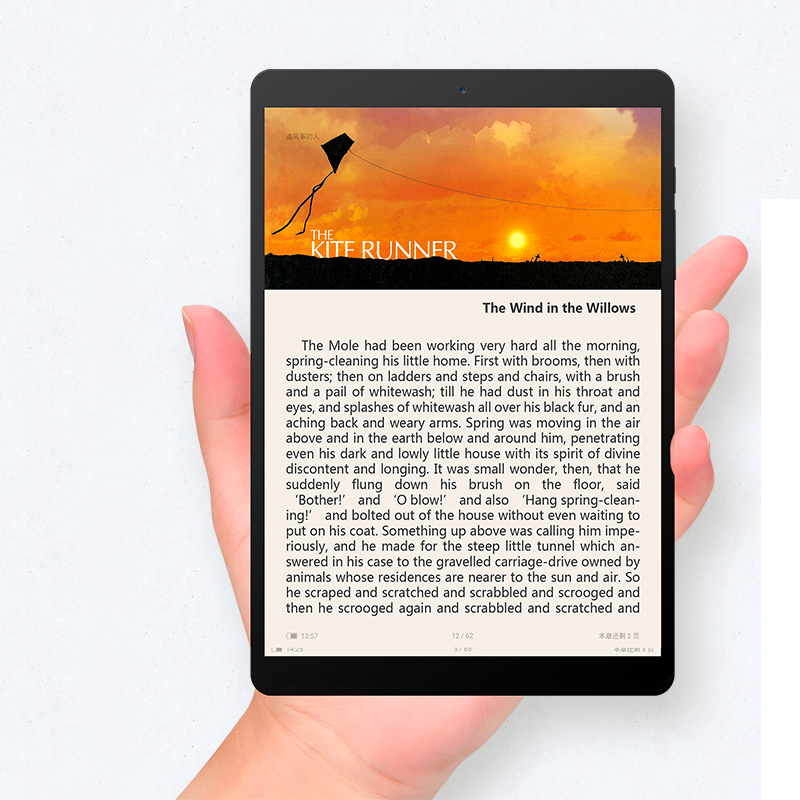 追风筝的人
THE
KITE RUNNER
The Wind in the Willows
The Mole had been working very hard all the morning,
spring-cleaning his little home. First with brooms, then with
dusters; then on ladders and steps and chairs, with a brush
and a pail of whitewash; till he had dust in his throat and
eyes, and splashes of whitewash all over his black fur, and an
aching back and weary arms. Spring was moving in the air
above and in the earth below and around him, penetrating
even his dark and lowly little house with its spirit of divine
discontent and longing. It was small wonder, then, that he
suddenly flung down his brush on the floor, said
‘Bother!’ and ‘O blow!’ and also ‘Hang spring-clean-
ing!’ and bolted out of the house without even waiting to
put on his coat. Something up above was calling him impe-
riously, and he made for the steep little tunnel which an-
swered in his case to the gravelled carriage-drive owned by
animals whose residences are nearer to the sun and air. So
he scraped and scratched and scrabbled and scrooged and
then he scrooged again and scrabbled and scratched and
13:57 12 / 62 本章还剩 2 页
14:25 5 / 65 本章还剩 5 页